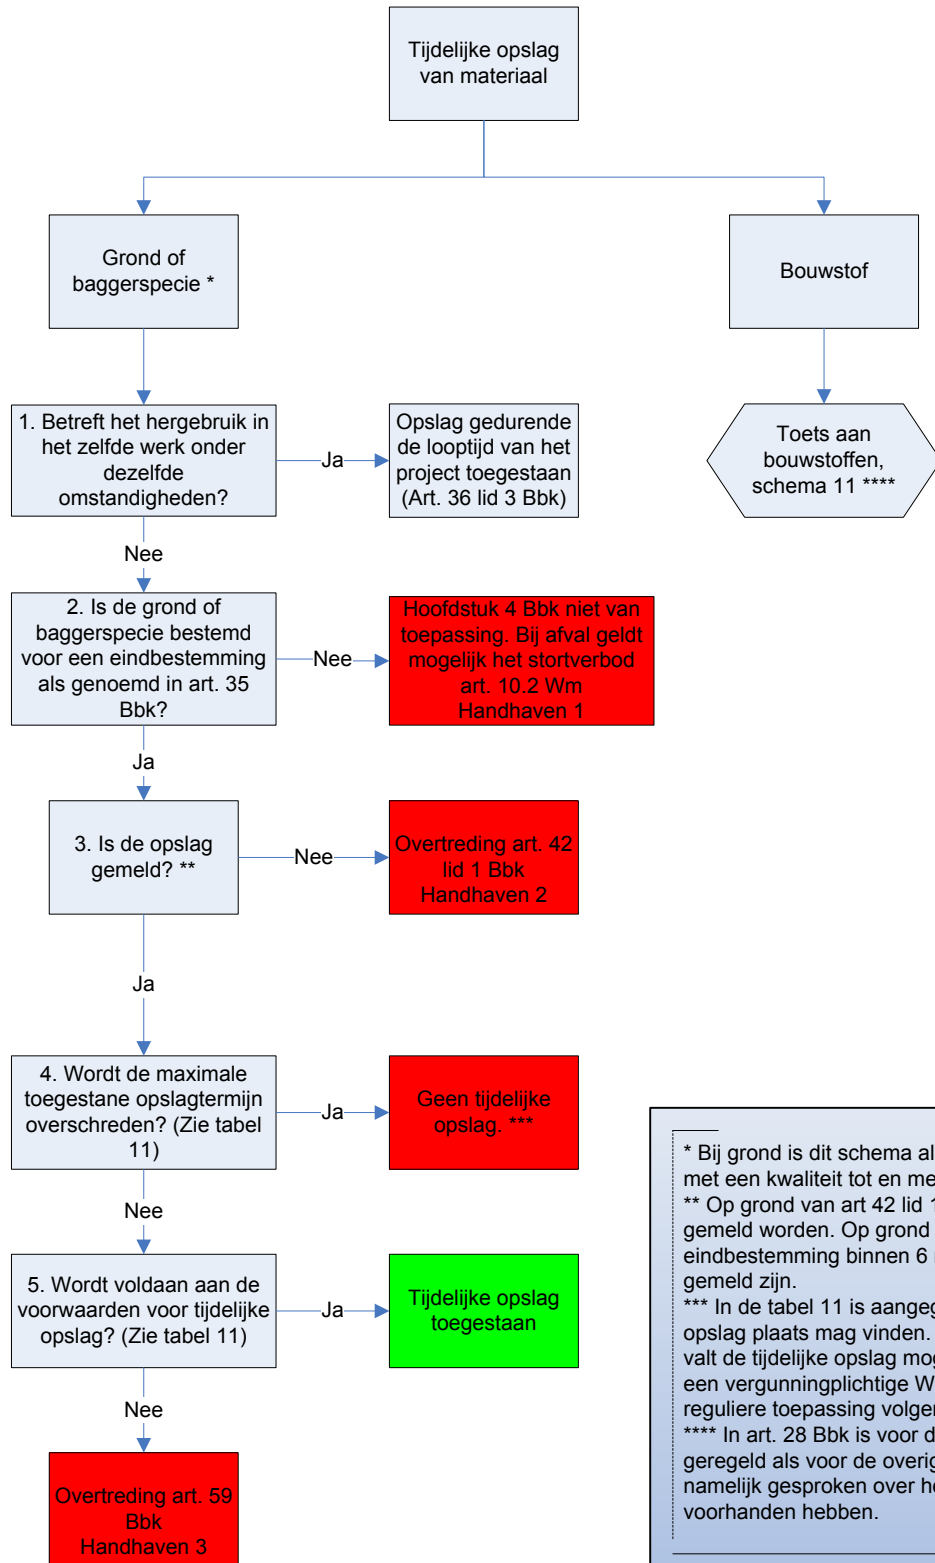 Tijdelijke opslag
van materiaal
Grond of
baggerspecie *
Bouwstof
1. Betreft het hergebruik in
het zelfde werk onder
dezelfde
omstandigheden?
Ja
Opslag gedurende
de looptijd van het
project toegestaan
(Art. 36 lid 3 Bbk)
Toets aan
bouwstoffen,
schema 11 ****
Nee
2. Is de grond of
baggerspecie bestemd
voor een eindbestemming
als genoemd in art. 35
Bbk?
Nee
Hoofdstuk 4 Bbk niet van
toepassing. Bij afval geldt
mogelijk het stortverbod
art. 10.2 Wm
Handhaven 1
Ja
3. Is de opslag
gemeld? **
Nee
Overtreding art. 42
lid 1 Bbk
Handhaven 2
Ja
4. Wordt de maximale
toegestane opslagtermijn
overschreden? (Zie tabel
11)
Ja
Geen tijdelijke
opslag. ***
Nee
5. Wordt voldaan aan de
voorwaarden voor tijdelijke
opslag? (Zie tabel 11)
Ja
Tijdelijke opslag
toegestaan
Nee
Overtreding art. 59
Bbk
Handhaven 3
* Bij grond is dit schema al
met een kwaliteit tot en me
** Op grond van art 42 lid 1
gemeld worden. Op grond
eindbestemming binnen 6
gemeld zijn.
*** In de tabel 11 is aangeg
opslag plaats mag vinden.
valt de tijdelijke opslag mog
een vergunningplichtige W
reguliere toepassing volger
**** In art. 28 Bbk is voor d
geregeld als voor de overig
namelijk gesproken over he
voorhanden hebben.